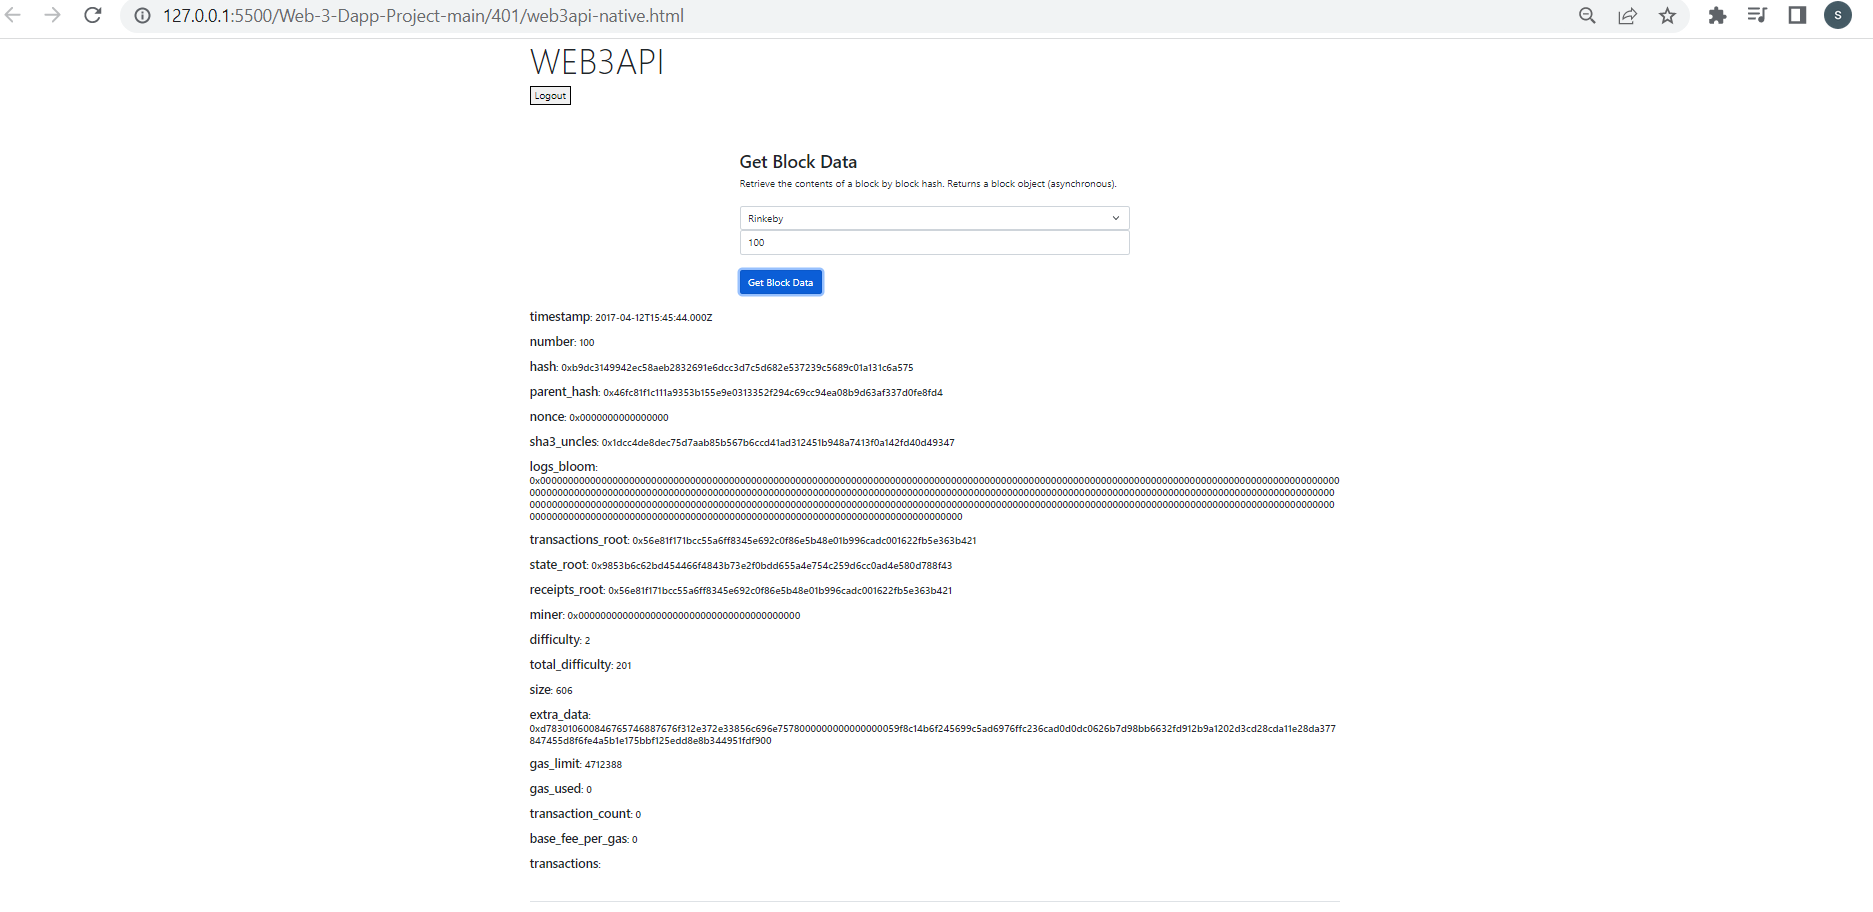 127.0.0.1:5500/Web-3-Dapp-Project-main/401/web3api-native.html
S
WEB3API
Logout
Get Block Data
Retrieve the contents of a block by block hash. Returns a block object (asynchronous).
Rinkeby
100
Get Block Data
timestamp: 2017-04-12T15:45:44.000Z
number: 100
hash: 0xb9dc3149942ec58aeb2832691e6dcc3d7c5d682e537239c5689c01a131c6a575
parent_hash: 0x46fc81f1c111a9353b155e9e0313352f294c69cc94ea08b9d63af337d0fe8fd4
nonce: 0x0000000000000000
sha3_uncles: 0x1dcc4de8dec75d7aab85b567b6ccd41ad312451b948a7413f0a142fd40d49347
logs_bloom:
transactions_root: 0x56e81f171bcc55a6ff8345e692c0f86e5b48e01b996cadc001622fb5e363b421
state_root: 0x9853b6c62bd454466f4843b73e2f0bdd655a4e754c259d6cc0ad4e580d788f43
receipts_root: 0x56e81f171bcc55a6ff8345e692c0f86e5b48e01b996cadc001622fb5e363b421
miner: 0x0000000000000000000000000000000000000000
difficulty: 2
total_difficulty: 201
size: 606
extra_data:
0xd783010600846765746887676f312e372e33856c696e75780000000000000000059f8c14b6f245699c5ad6976ffc236cad0d0dc0626b7d98bb6632fd912b9a1202d3cd28cda11e28da377
847455d8f6fe4a5b1e175bbf125edd8e8b344951fdf900
gas_limit: 4712388
gas_used: 0
transaction_count: 0
base_fee_per_gas: 0
transactions: